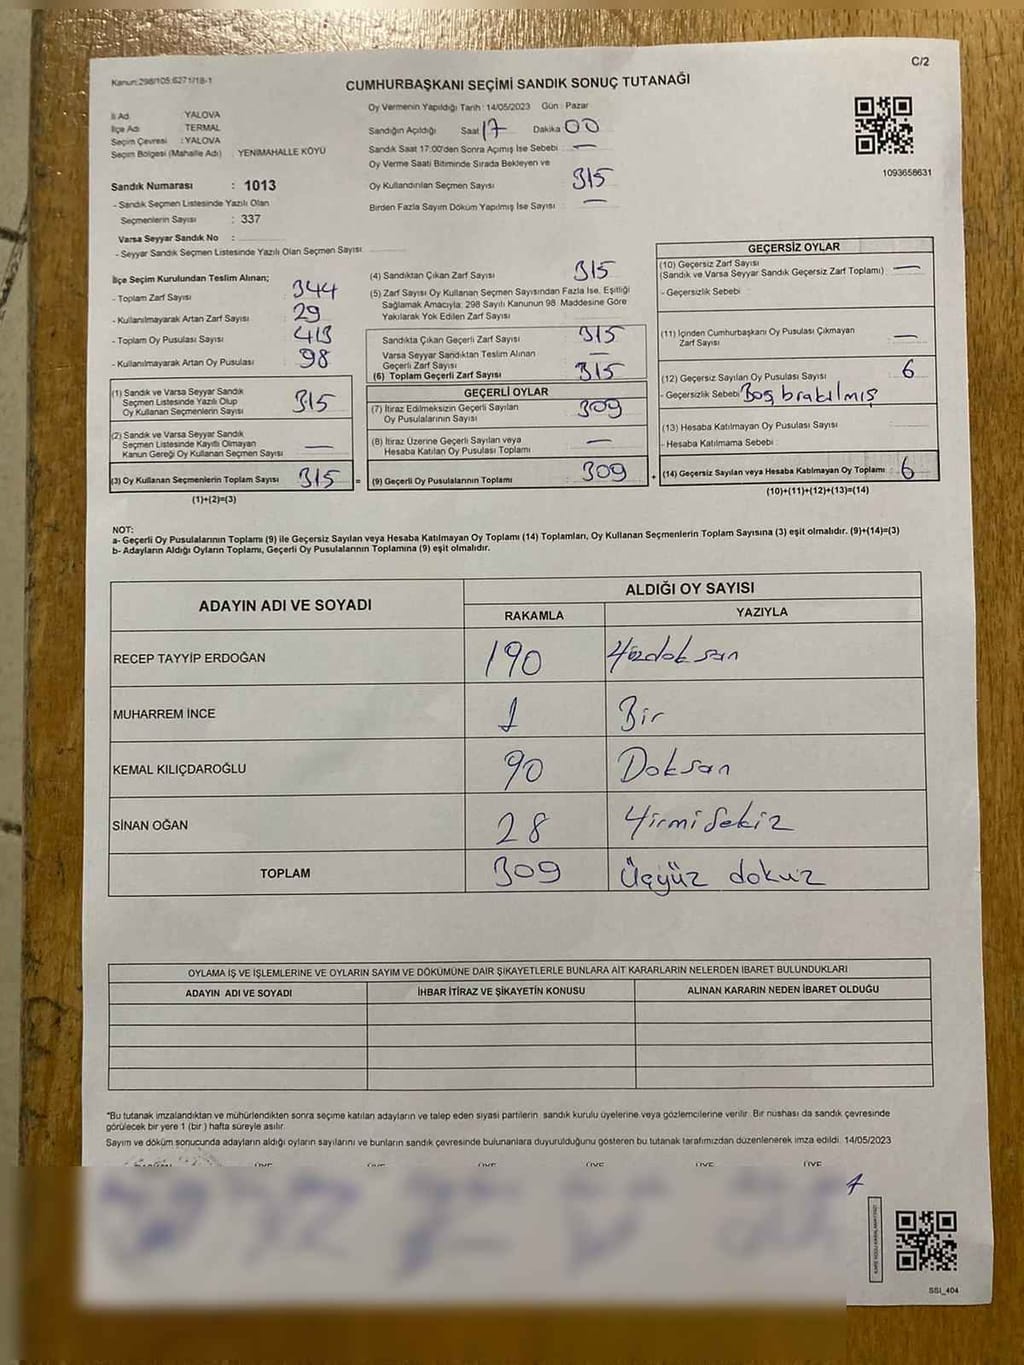 C/2
Kanun:298/105:6271/18-1
CUMHURBAŞKANI SEÇİMİ SANDIK SONUÇ TUTANAĞI
İl Adı YALOVA
İlçe Adı TERMAL
Seçim Çevresi : YALOVA
Seçim Bölgesi (Mahalle Adı) YENİMAHALLE KÖYÜ
Sandık Numarası : 1013
- Sandık Seçmen Listesinde Yazılı Olan
Seçmenlerin Sayısı : 337
Varsa Seyyar Sandık No :
- Seyyar Sandık Seçmen Listesinde Yazılı Olan Seçmen Sayısı
Oy Vermenin Yapıldığı Tarih : 14/05/2023 Gün : Pazar
Sandığın Açıldığı Saat 17 Dakika 00
Sandık Saat 17:00'den Sonra Açımış İse Sebebi : —
Oy Verme Saati Bitiminde Sırada Bekleyen ve
Oy Kullandırılan Seçmen Sayısı 315
Birden Fazla Sayım Döküm Yapılmış İse Sayısı : —
1093658631
İlçe Seçim Kurulundan Teslim Alınan;
- Toplam Zarf Sayısı 344
- Kullanılmayarak Artan Zarf Sayısı : 29
- Toplam Oy Pusulası Sayısı : 413
- Kullanılmayarak Artan Oy Pusulası : 98
(1) Sandık ve Varsa Seyyar Sandık
Seçmen Listesinde Yazılı Olup
Oy Kullanan Seçmenlerin Sayısı : 315
(2) Sandık ve Varsa Seyyar Sandık
Seçmen Listesinde Kayıtlı Olmayan
Kanun Gereği Oy Kullanan Seçmen Sayısı : —
(3) Oy Kullanan Seçmenlerin Toplam Sayısı : 315 =
(1)+(2)=(3)
(4) Sandıktan Çıkan Zarf Sayısı : 315
(5) Zarf Sayısı Oy Kullanan Seçmen Sayısından Fazla İse, Eşitliği
Sağlamak Amacıyla; 298 Sayılı Kanunun 98. Maddesine Göre
Yakılarak Yok Edilen Zarf Sayısı :
Sandıkta Çıkan Geçerli Zarf Sayısı : 315
Varsa Seyyar Sandıktan Teslim Alınan
Geçerli Zarf Sayısı : —
(6) Toplam Geçerli Zarf Sayısı : 315
GEÇERLİ OYLAR
(7) İtiraz Edilmeksizin Geçerli Sayılan
Oy Pusulalarının Sayısı : 309
(8) İtiraz Üzerine Geçerli Sayılan veya
Hesaba Katılan Oy Pusulası Toplamı : —
(9) Geçerli Oy Pusulalarının Toplamı : 309 +
GEÇERSİZ OYLAR
(10) Geçersiz Zarf Sayısı
(Sandık ve Varsa Seyyar Sandık Geçersiz Zarf Toplamı) : —
- Geçersizlik Sebebi :
(11) İçinden Cumhurbaşkanı Oy Pusulası Çıkmayan
Zarf Sayısı : —
(12) Geçersiz Sayılan Oy Pusulası Sayısı : 6
- Geçersizlik Sebebi : Boş brakılmış
(13) Hesaba Katılmayan Oy Pusulası Sayısı :
- Hesaba Katılmama Sebebi :
(14) Geçersiz Sayılan veya Hesaba Katılmayan Oy Toplamı : 6
(10)+(11)+(12)+(13)=(14)
NOT:
a- Geçerli Oy Pusulalarının Toplamı (9) ile Geçersiz Sayılan veya Hesaba Katılmayan Oy Toplamı (14) Toplamları, Oy Kullanan Seçmenlerin Toplam Sayısına (3) eşit olmalıdır. (9)+(14)=(3)
b- Adayların Aldığı Oyların Toplamı, Geçerli Oy Pusulalarının Toplamına (9) eşit olmalıdır.
ADAYIN ADI VE SOYADI ALDIĞI OY SAYISI
RAKAMLA YAZIYLA
RECEP TAYYİP ERDOĞAN 190 Yüzdoksan
MUHARREM İNCE 1 Bir
KEMAL KILIÇDAROĞLU 90 Doksan
SİNAN OĞAN 28 Yirmi sekiz
TOPLAM 309 Üçyüz dokuz
OYLAMA İŞ VE İŞLEMLERİNE VE OYLARIN SAYIM VE DÖKÜMÜNE DAİR ŞİKAYETLERLE BUNLARA AİT KARARLARIN NELERDEN İBARET BULUNDUKLARI
ADAYIN ADI VE SOYADI İHBAR İTİRAZ VE ŞİKAYETİN KONUSU ALINAN KARARIN NEDEN İBARET OLDUĞU
*Bu tutanak imzalandıktan ve mühürlendikten sonra seçime katılan adayların ve talep eden siyasi partilerin sandık kurulu üyelerine veya gözlemcilerine verilir. Bir nüshası da sandık çevresinde
görülecek bir yere 1 (bir) hafta süreyle asılır.
Sayım ve döküm sonucunda adayların aldığı oyların sayılarını ve bunların sandık çevresinde bulunanlara duyurulduğunu gösteren bu tutanak tarafımızdan düzenlenerek imza edildi. 14/05/2023
SSI_404